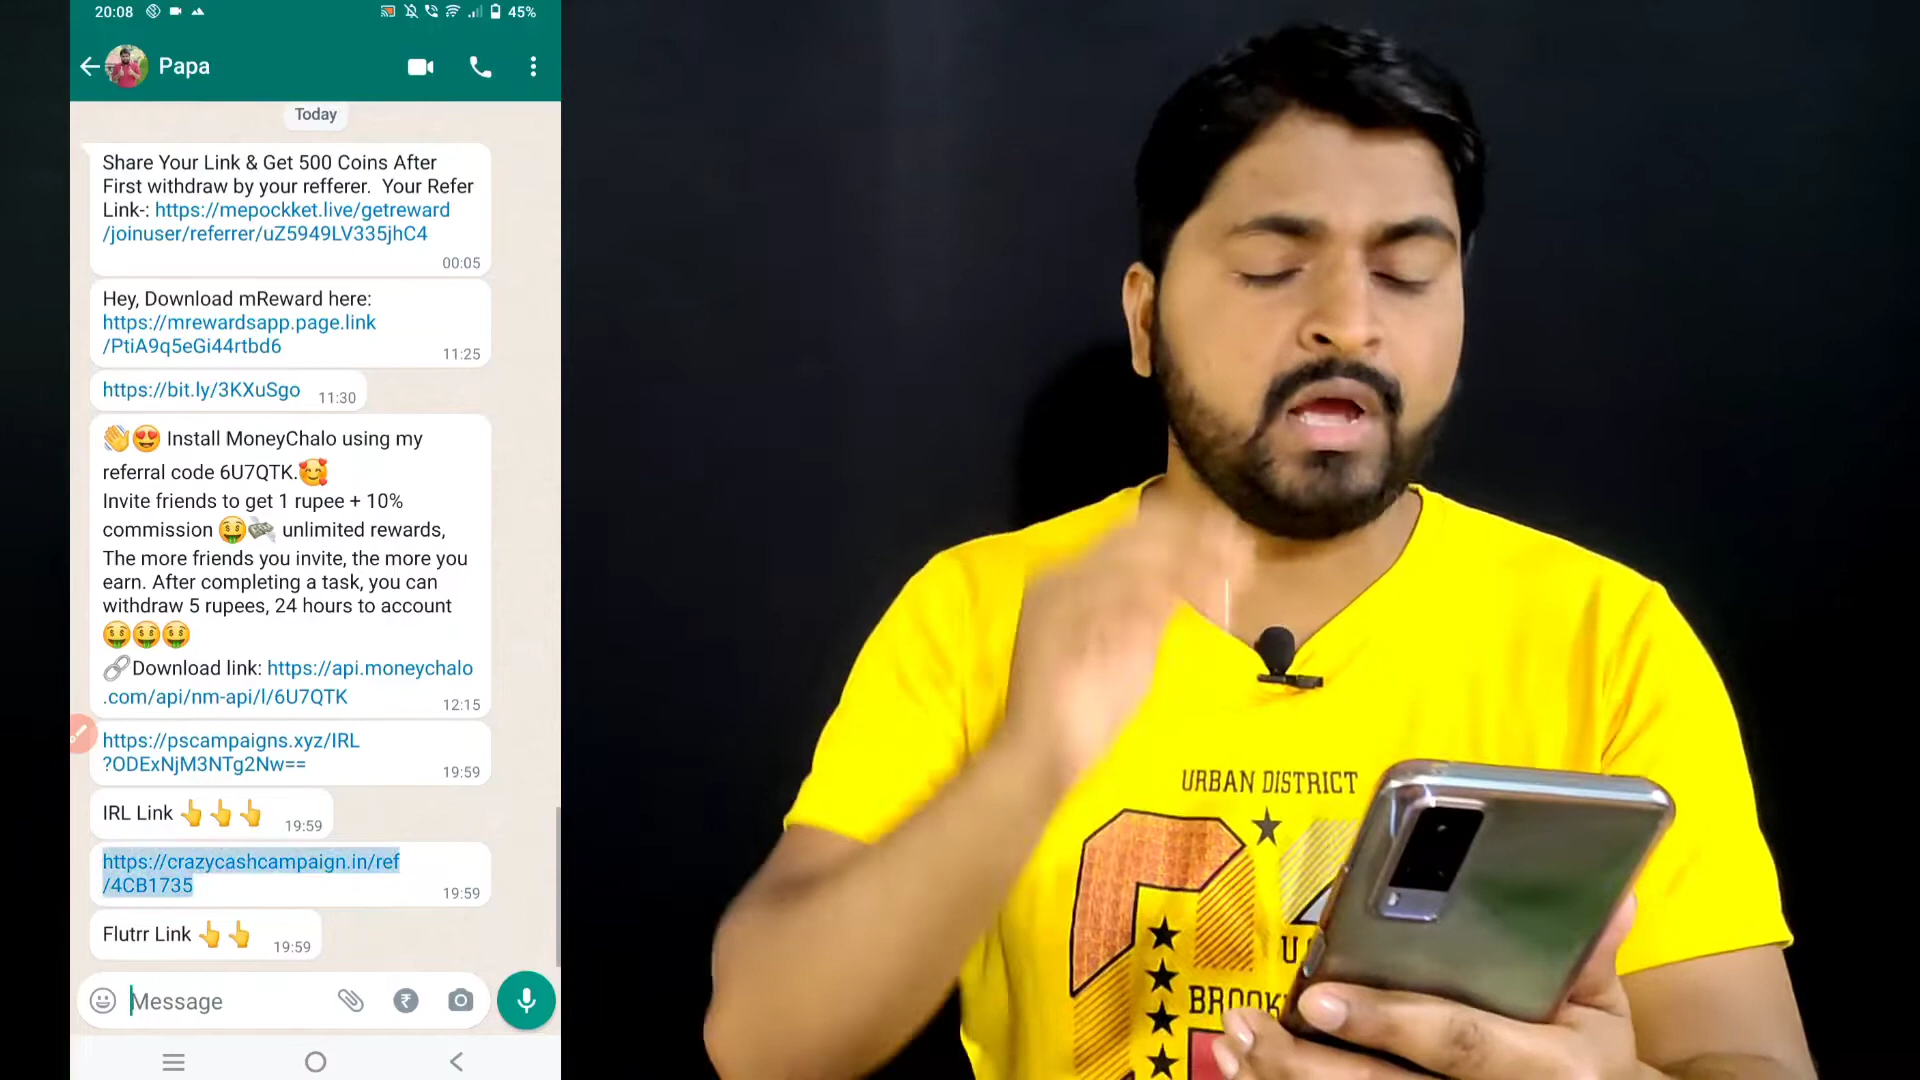 20:08
45%
Papa
Today
Share Your Link & Get 500 Coins After
First withdraw by your refferer. Your Refer
Link-: https://mepockket.live/getreward
/joinuser/referrer/uZ5949LV335jhC4
00:05
Hey, Download mReward here:
https://mrewardsapp.page.link
/PtiA9q5eGi44rtbd6
11:25
https://bit.ly/3KXuSgo 11:30
👋😍 Install MoneyChalo using my
referral code 6U7QTK.🥰
Invite friends to get 1 rupee + 10%
commission 🤑💸 unlimited rewards,
The more friends you invite, the more you
earn. After completing a task, you can
withdraw 5 rupees, 24 hours to account
🤑🤑🤑
🔗Download link: https://api.moneychalo
.com/api/nm-api/l/6U7QTK
12:15
https://pscampaigns.xyz/IRL
?ODExNjM3NTg2Nw==
19:59
IRL Link 👆👆👆 19:59
https://crazycashcampaign.in/ref
/4CB1735
19:59
Flutrr Link 👆👆 19:59
Message
URBAN DISTRICT